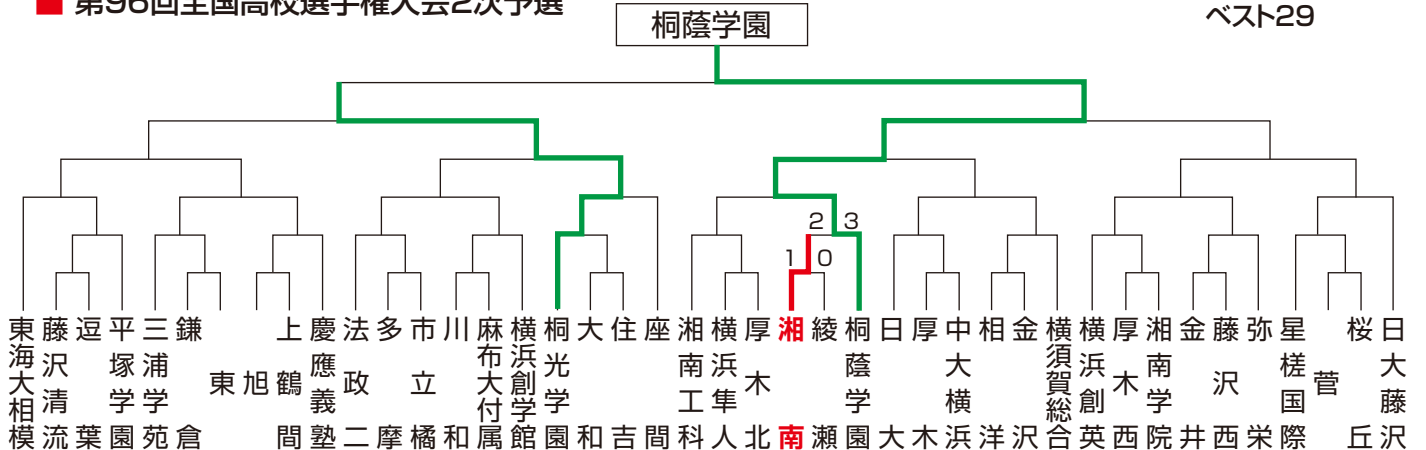 ■ 第96回全国高校選手権大会2次予選
ベスト29
桐蔭学園
2 3
1 0
東海大相模
藤沢清流
逗葉
平塚学園
三浦学苑
鎌倉
東
旭
上鶴間
慶應義塾
法政二
多摩
市立橘
川和
麻布大付属
横浜創学館
桐光学園
大和
住吉
座間
湘南工科
横浜隼人
厚木北
湘南
綾瀬
桐蔭学園
日大
厚木
中大横浜
相洋
金沢
横須賀総合
横浜創英
厚木西
湘南学院
金井
藤沢西
弥栄
星槎国際
菅
桜丘
日大藤沢